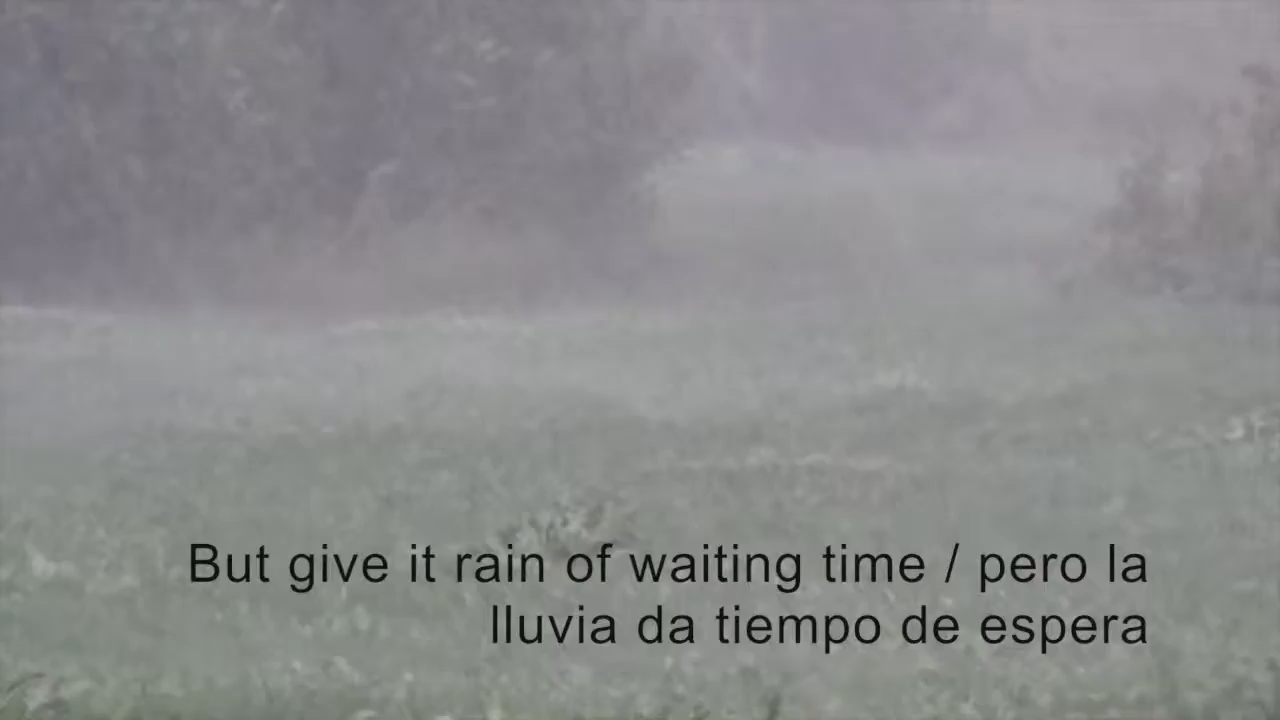 But give it rain of waiting time / pero la
lluvia da tiempo de espera